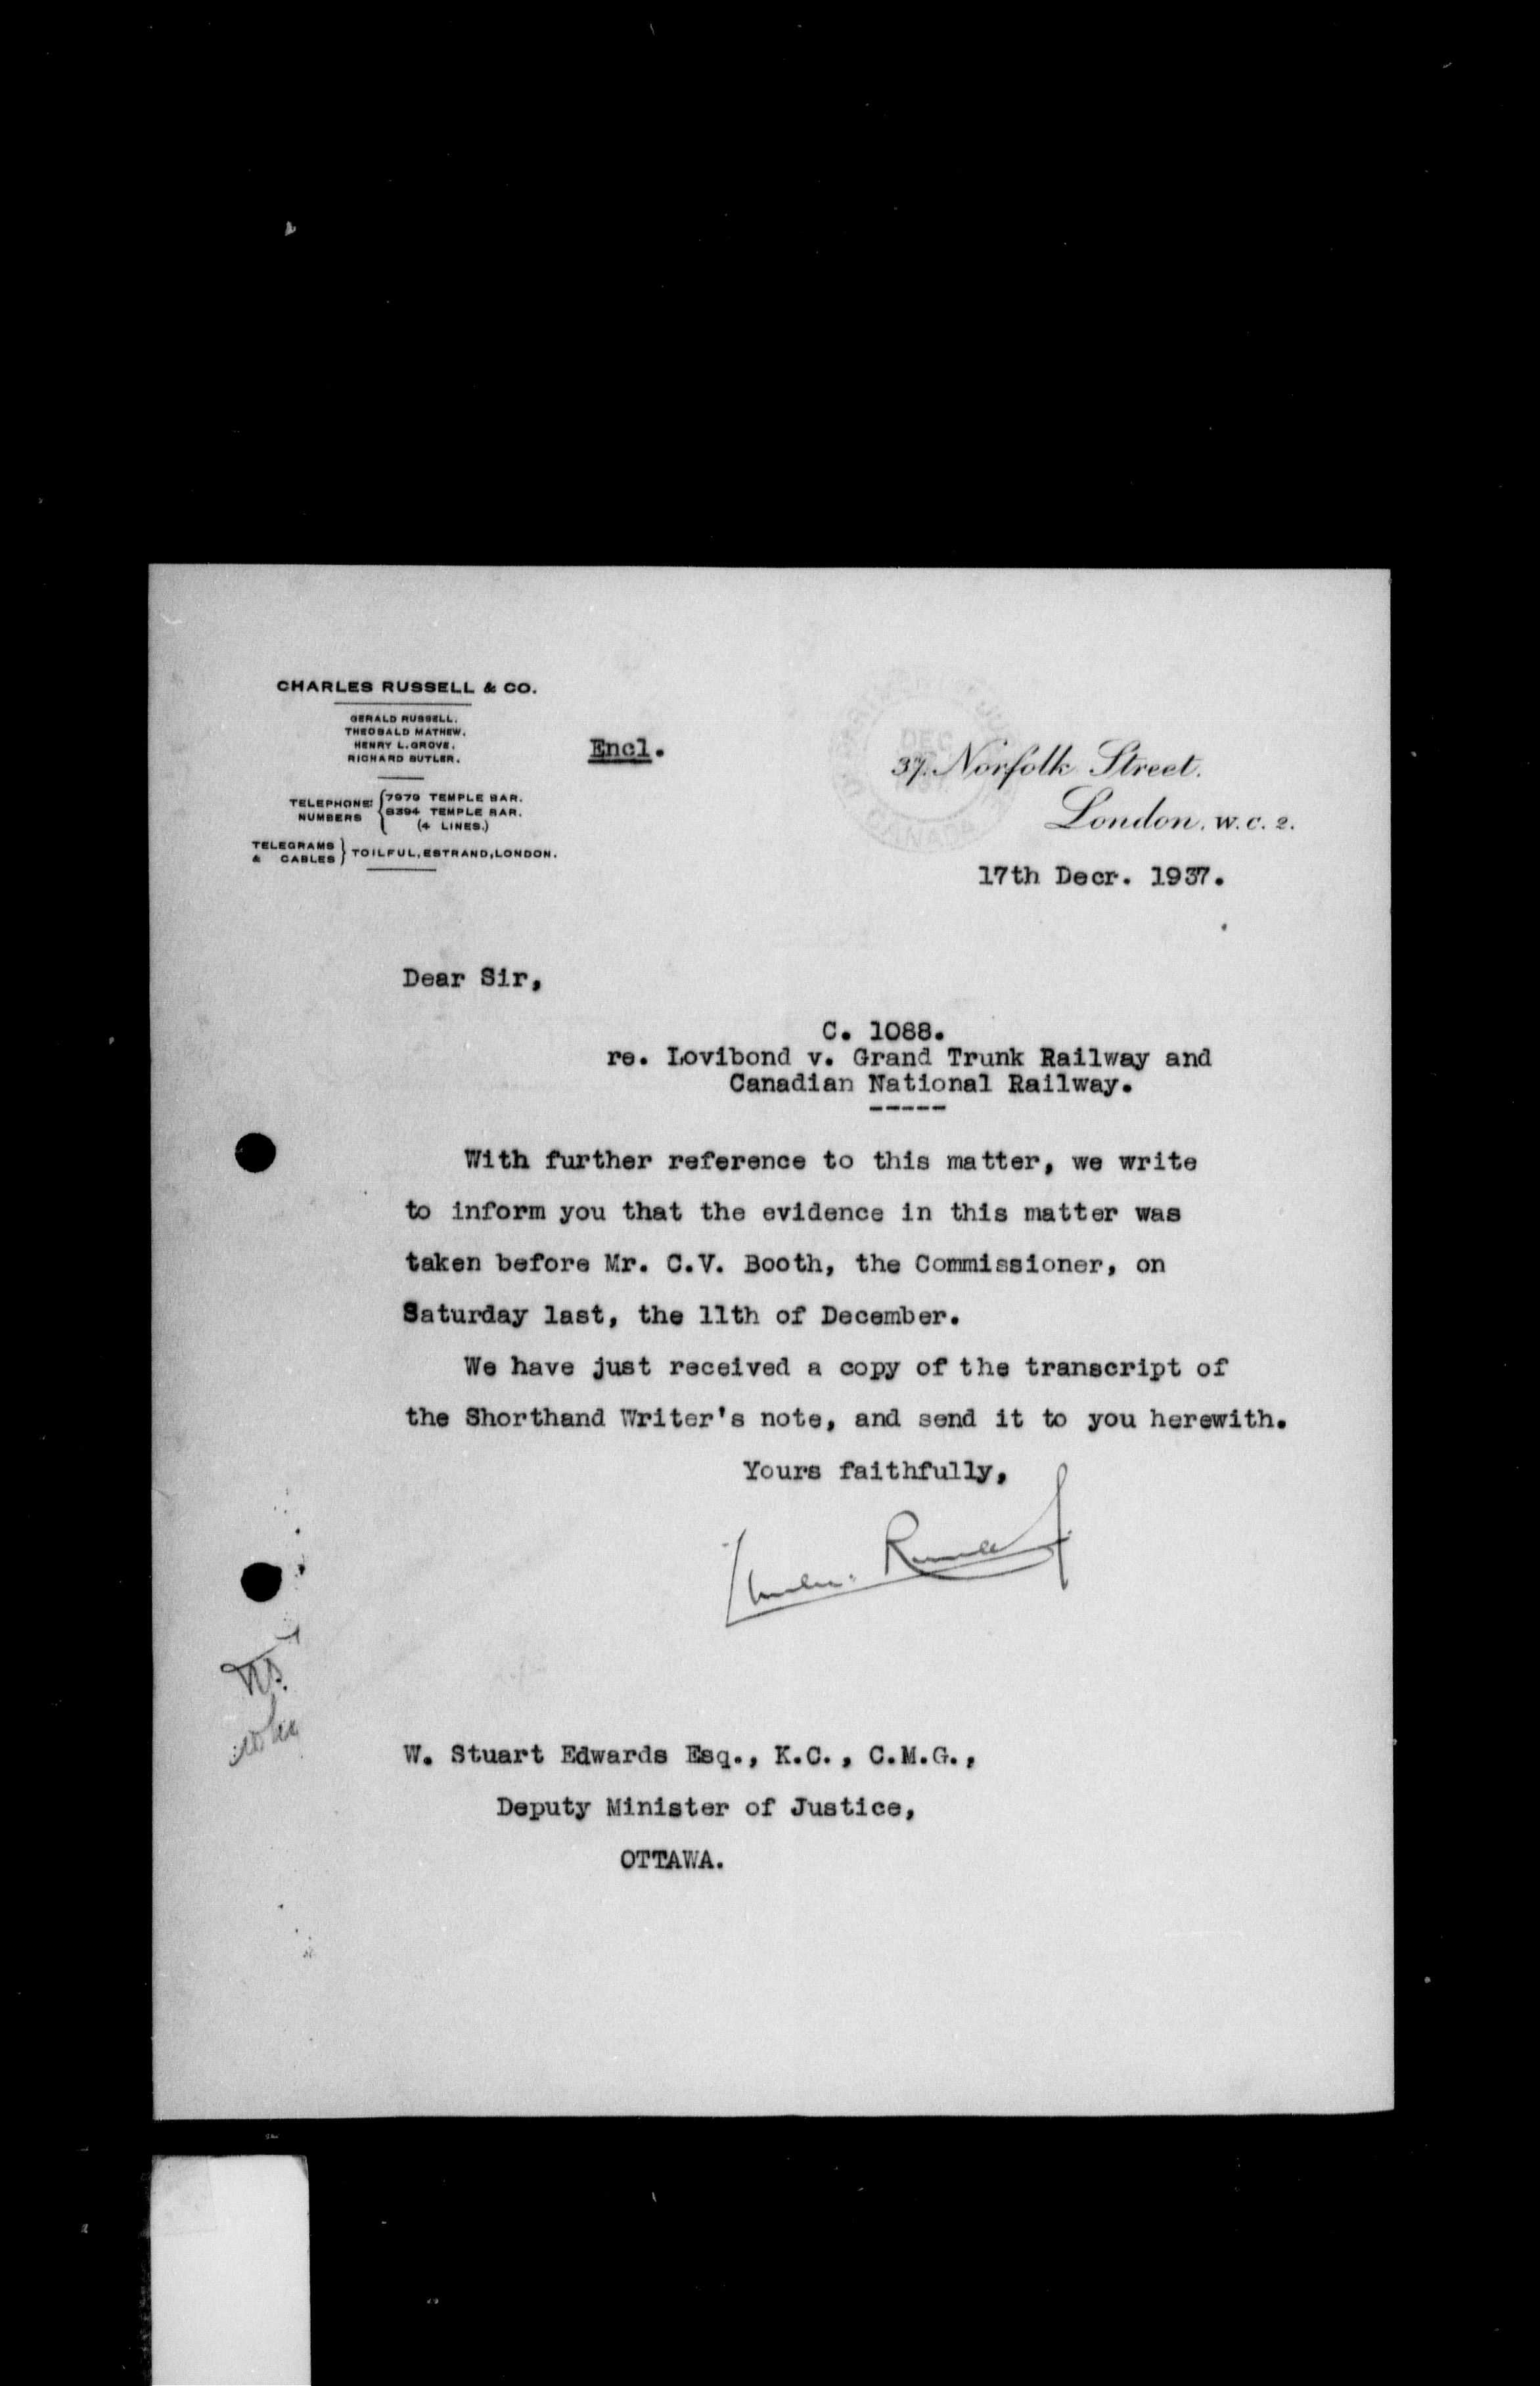 CHARLES RUSSELL & CO.
GERALD RUSSELL.
THEOBALD MATHEW.
HENRY L. GROVE.
RICHARD BUTLER.
TELEPHONE NUMBERS { 7979 TEMPLE BAR.
8394 TEMPLE BAR.
(4 LINES.)
TELEGRAMS & CABLES } TOILFUL, ESTRAND, LONDON.
Encl.
DEC
CANADA
37, Norfolk Street,
London, W.C.2.
17th Decr. 1937.
Dear Sir,
C. 1088.
re. Lovibond v. Grand Trunk Railway and
Canadian National Railway.
-----
With further reference to this matter, we write
to inform you that the evidence in this matter was
taken before Mr. C.V. Booth, the Commissioner, on
Saturday last, the 11th of December.
We have just received a copy of the transcript of
the Shorthand Writer's note, and send it to you herewith.
Yours faithfully,
Charles Russell
W. Stuart Edwards Esq., K.C., C.M.G.,
Deputy Minister of Justice,
OTTAWA.